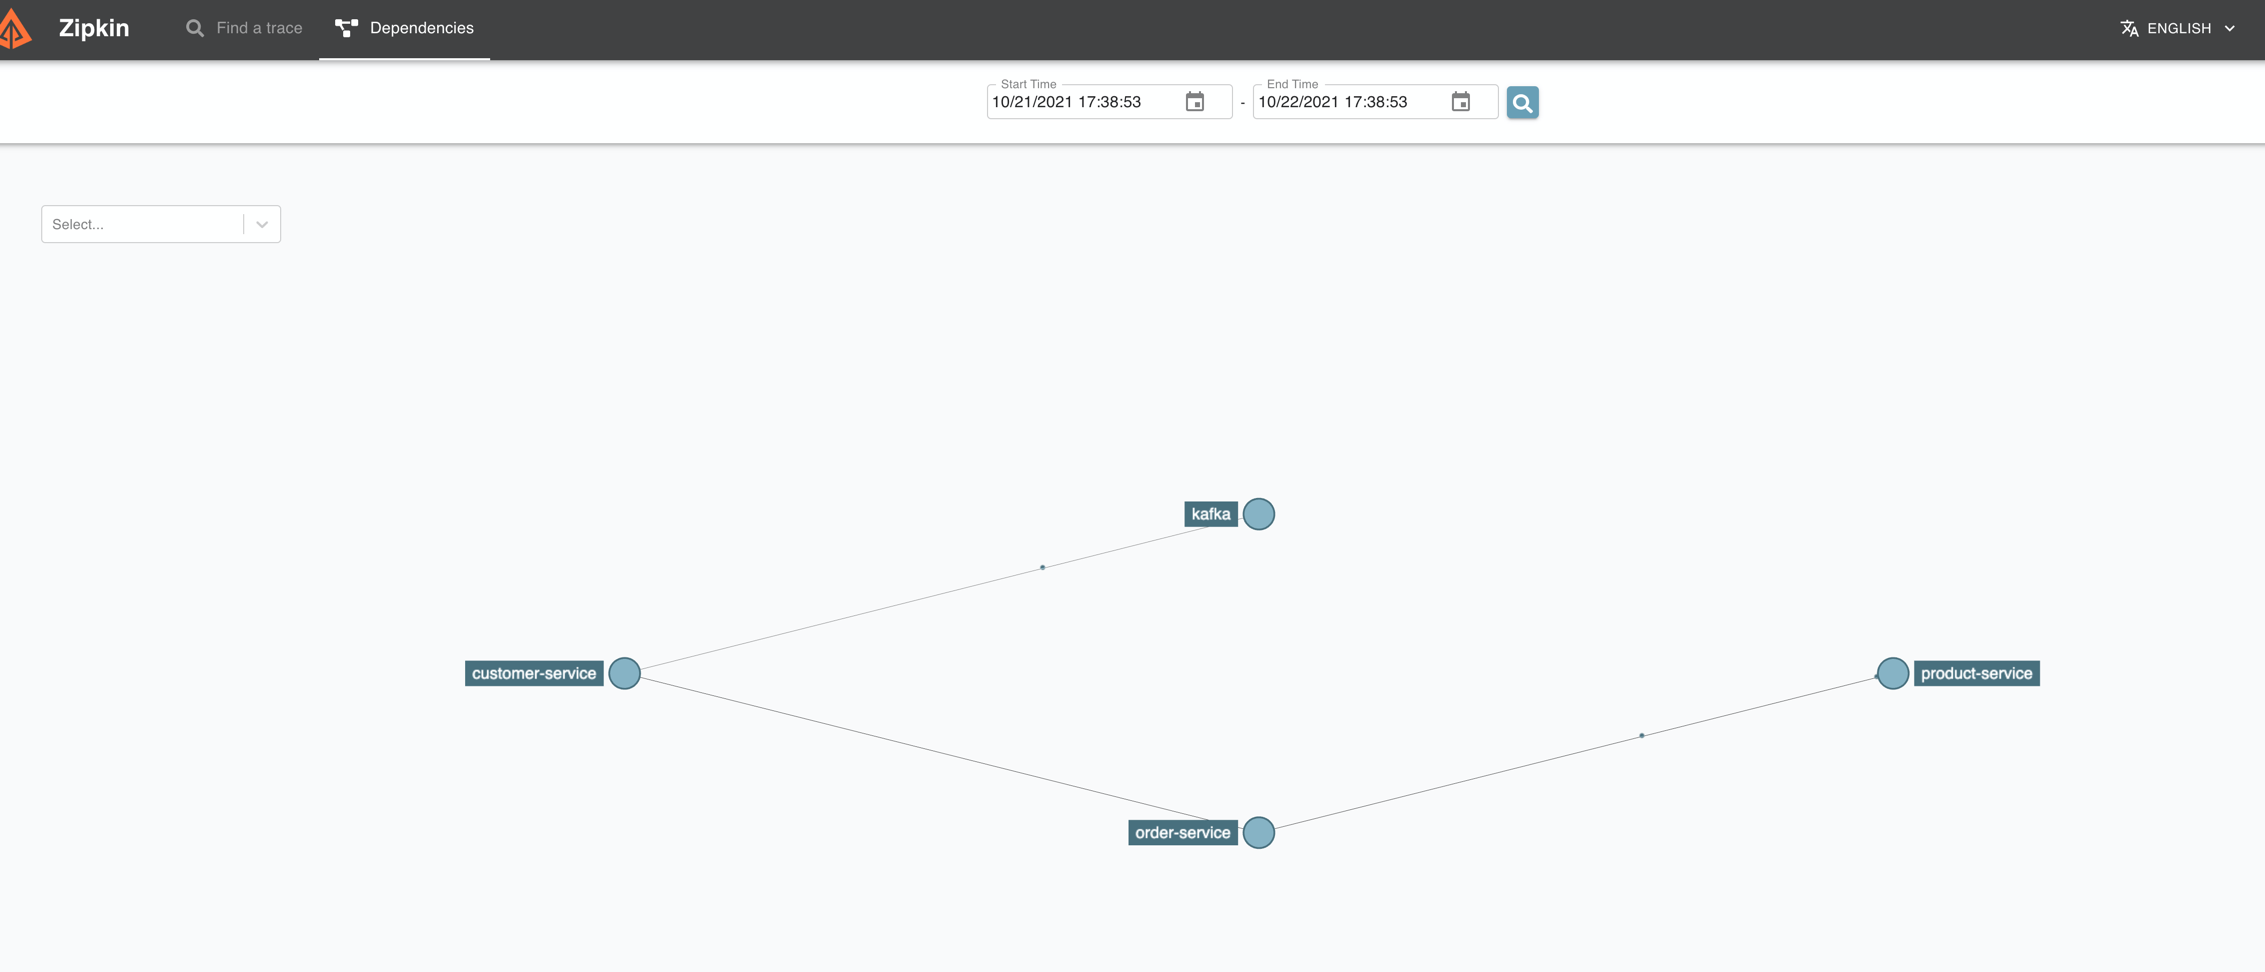 Zipkin
Find a trace
Dependencies
ENGLISH
Start Time
10/21/2021 17:38:53
-
End Time
10/22/2021 17:38:53
Select...
kafka
customer-service
product-service
order-service